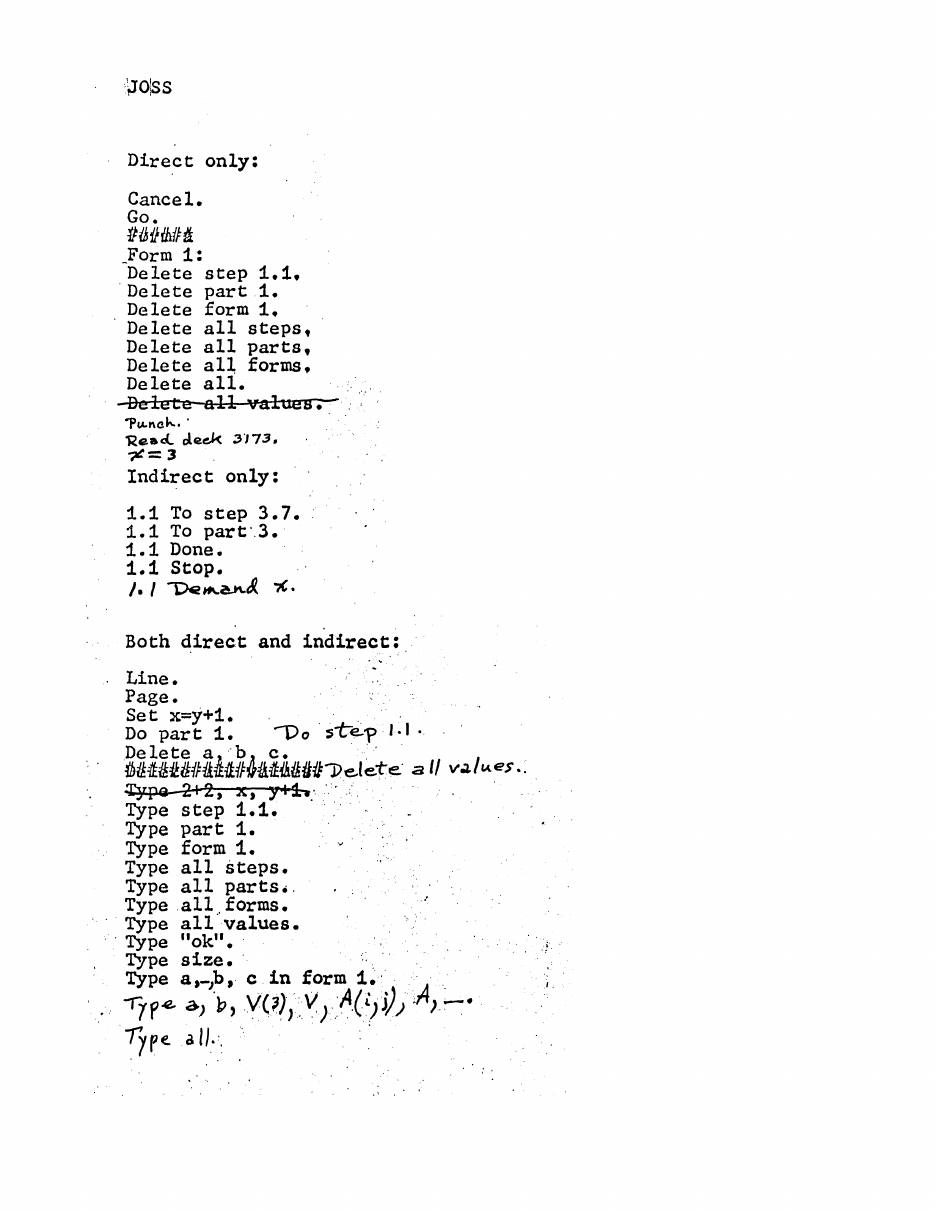 JOSS
Direct only:
Cancel.
Go.
Form 1:
Delete step 1.1.
Delete part 1.
Delete form 1.
Delete all steps.
Delete all parts.
Delete all forms.
Delete all.
Delete all values.
Punch.
Read deck 3173.
x=3
Indirect only:
1.1 To step 3.7.
1.1 To part 3.
1.1 Done.
1.1 Stop.
1.1 Demand x.
Both direct and indirect:
Line.
Page.
Set x=y+1.
Do part 1. Do step 1.1.
Delete a, b, c.
Delete all values.
Type 2+2, x, y+1.
Type step 1.1.
Type part 1.
Type form 1.
Type all steps.
Type all parts.
Type all forms.
Type all values.
Type "ok".
Type size.
Type a,_,b, c in form 1.
Type a, b, V(3), V, A(i,j), A, —.
Type all.